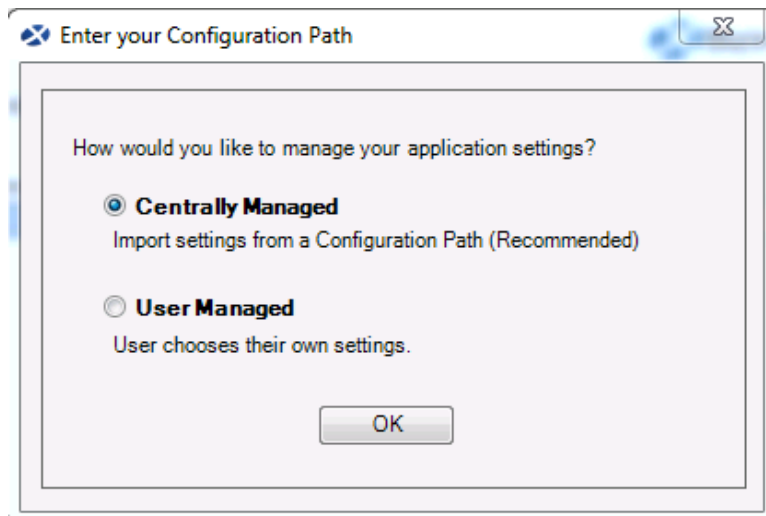 Enter your Configuration Path
How would you like to manage your application settings?
Centrally Managed
Import settings from a Configuration Path (Recommended)
User Managed
User chooses their own settings.
OK